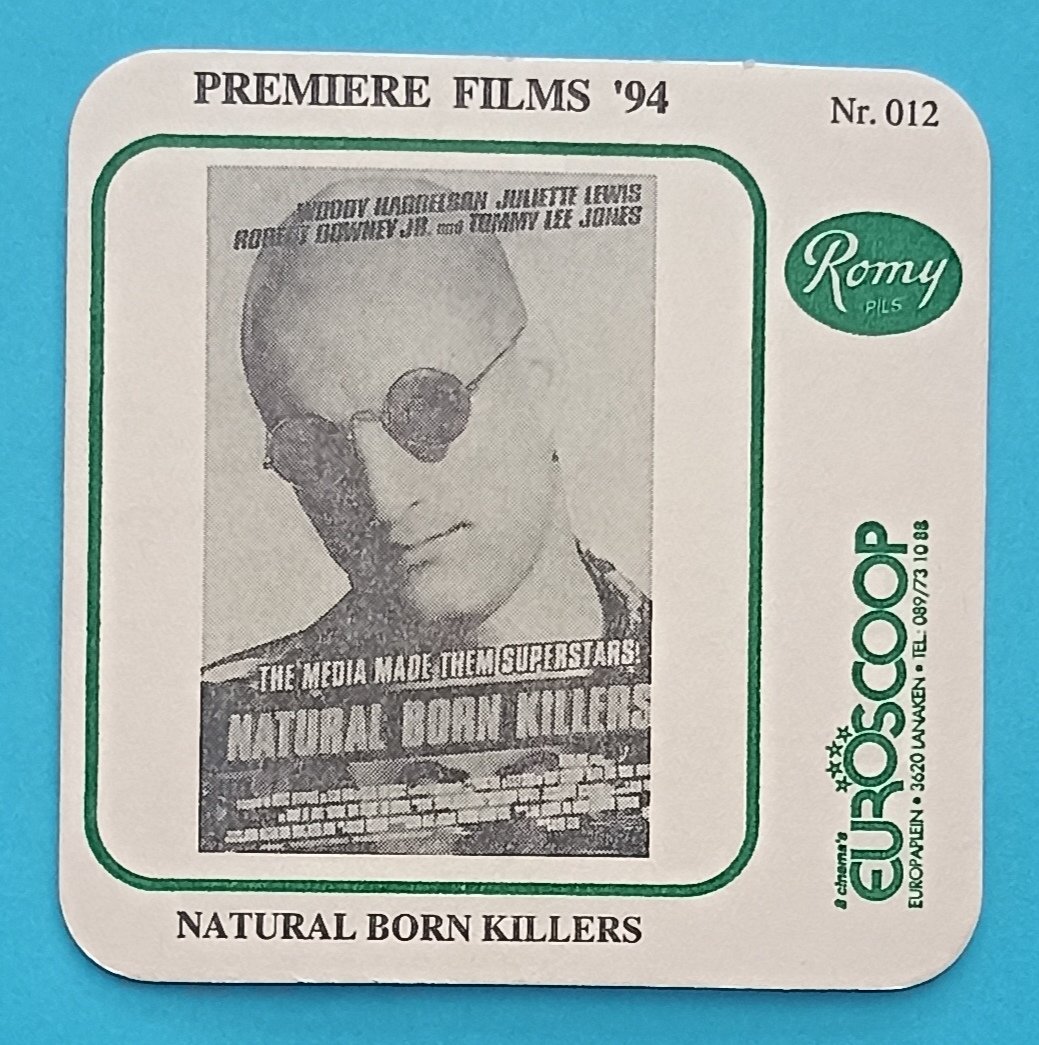 PREMIERE FILMS '94
Nr. 012
WOODY HARRELSON JULIETTE LEWIS
ROBERT DOWNEY JR. and TOMMY LEE JONES
Romy
PILS
THE MEDIA MADE THEM SUPERSTARS!
NATURAL BORN KILLERS
8 cinema's
EUROSCOOP
EUROPAPLEIN • 3620 LANAKEN • TEL: 089/73 10 88
NATURAL BORN KILLERS